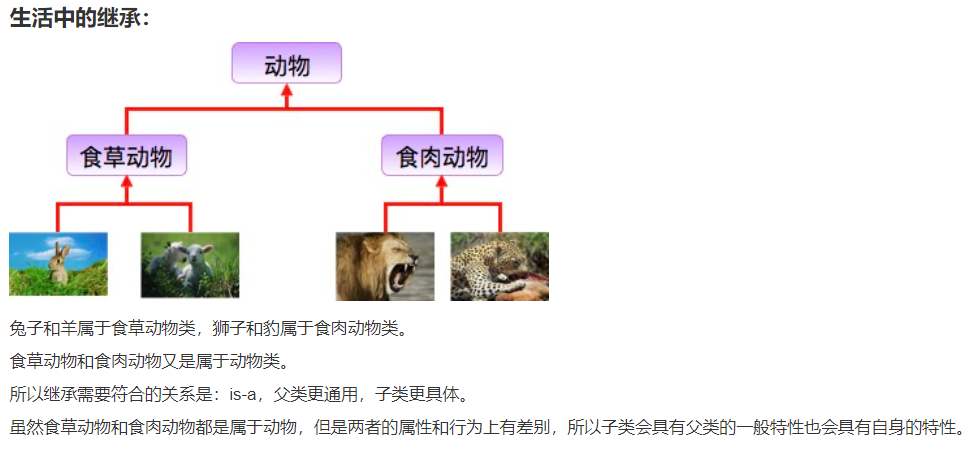 生活中的继承：
动物
食草动物
食肉动物
兔子和羊属于食草动物类，狮子和豹属于食肉动物类。
食草动物和食肉动物又是属于动物类。
所以继承需要符合的关系是：is-a，父类更通用，子类更具体。
虽然食草动物和食肉动物都是属于动物，但是两者的属性和行为上有差别，所以子类会具有父类的一般特性也会具有自身的特性。